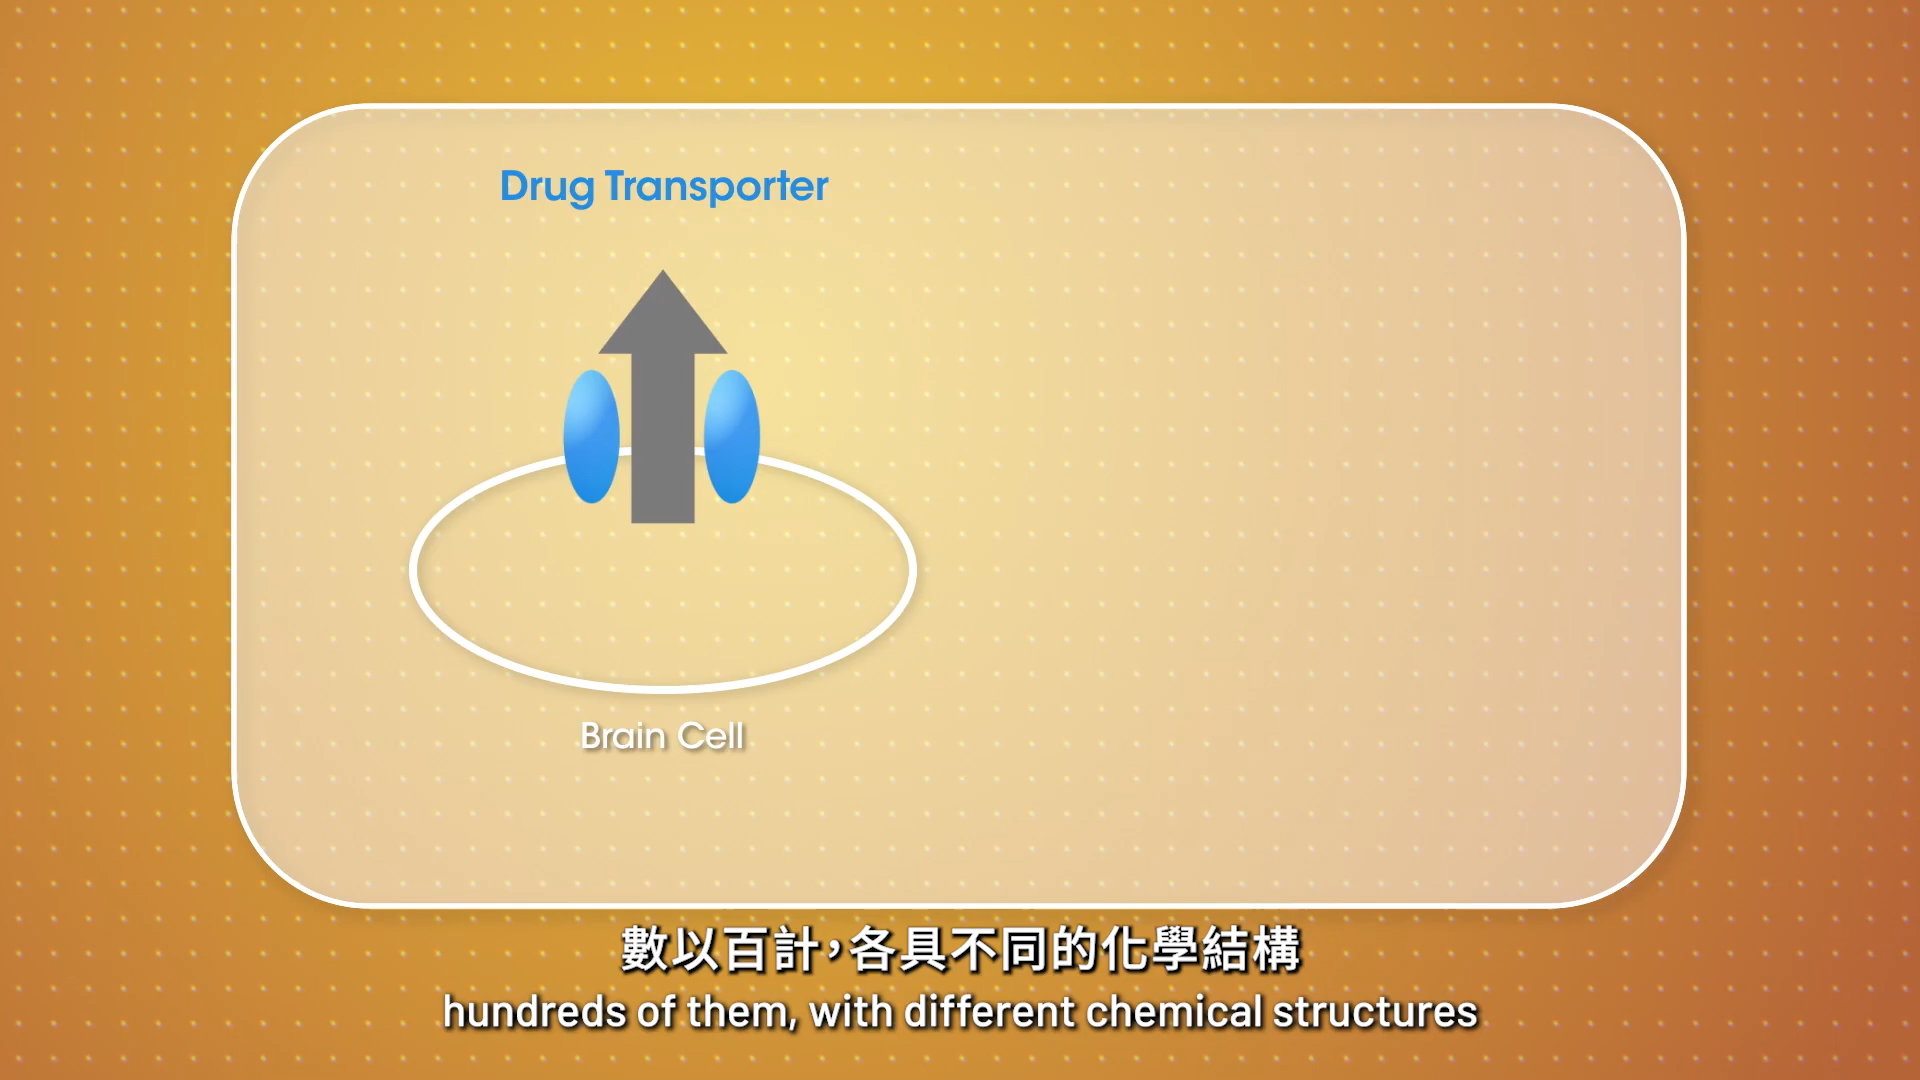 Drug Transporter
Brain Cell
數以百計，各具不同的化學結構
hundreds of them, with different chemical structures